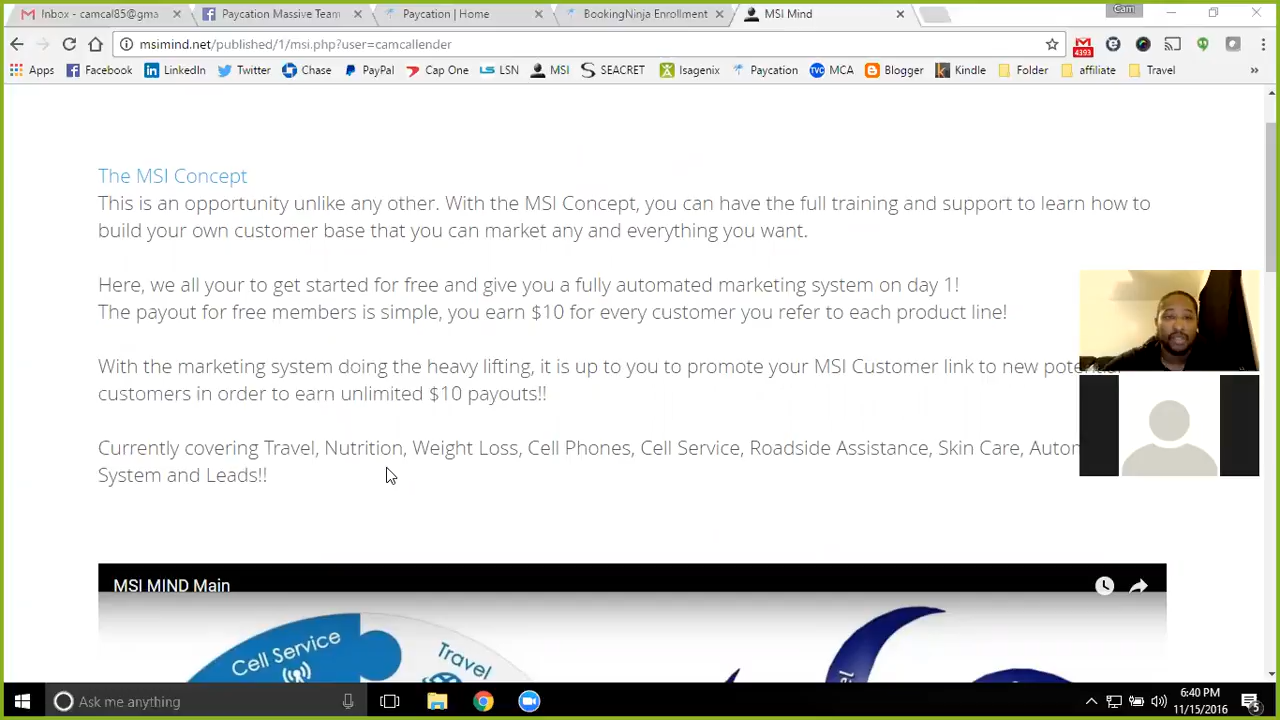 Inbox - camcal85@gma
Paycation Massive Team
Paycation | Home
BookingNinja Enrollment
MSI Mind
Cam
msimind.net/published/1/msi.php?user=camcallender
4393
Apps
Facebook
LinkedIn
Twitter
Chase
PayPal
Cap One
LSN
MSI
SEACRET
Isagenix
Paycation
MCA
Blogger
Kindle
Folder
affiliate
Travel
The MSI Concept
This is an opportunity unlike any other. With the MSI Concept, you can have the full training and support to learn how to
build your own customer base that you can market any and everything you want.
Here, we all your to get started for free and give you a fully automated marketing system on day 1!
The payout for free members is simple, you earn $10 for every customer you refer to each product line!
With the marketing system doing the heavy lifting, it is up to you to promote your MSI Customer link to new
customers in order to earn unlimited $10 payouts!!
Currently covering Travel, Nutrition, Weight Loss, Cell Phones, Cell Service, Roadside Assistance, Skin Care,
System and Leads!!
MSI MIND Main
Cell Service
Travel
Ask me anything
6:40 PM
11/15/2016
5